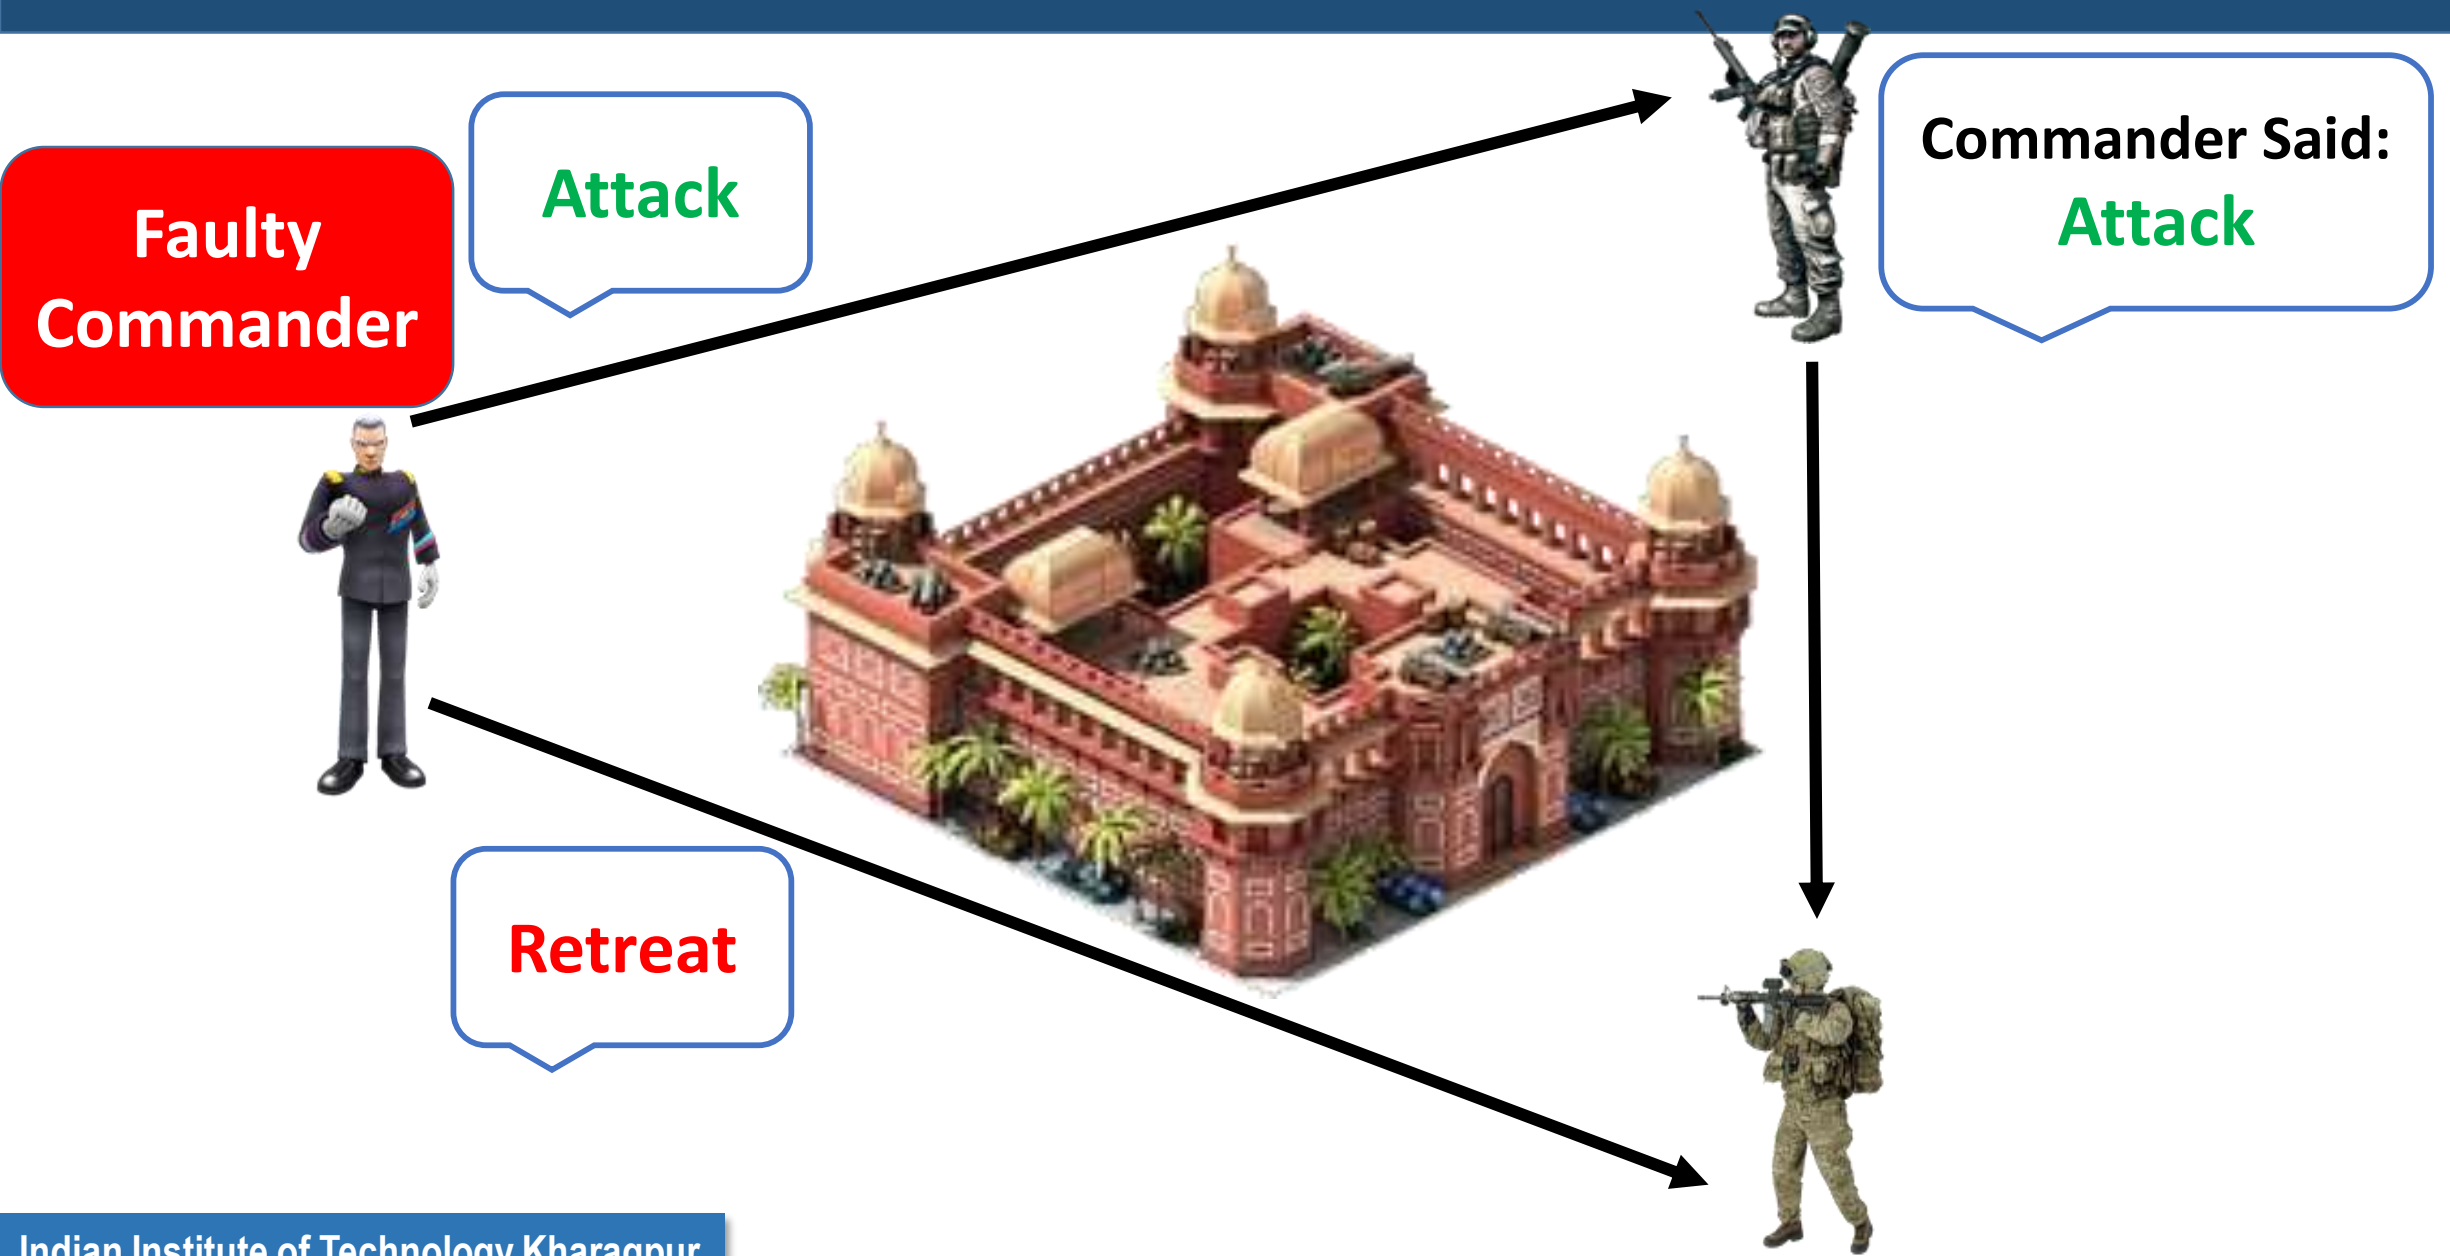 Faulty
Commander
Attack
Commander Said:
Attack
Retreat
Indian Institute of Technology Kharagpur